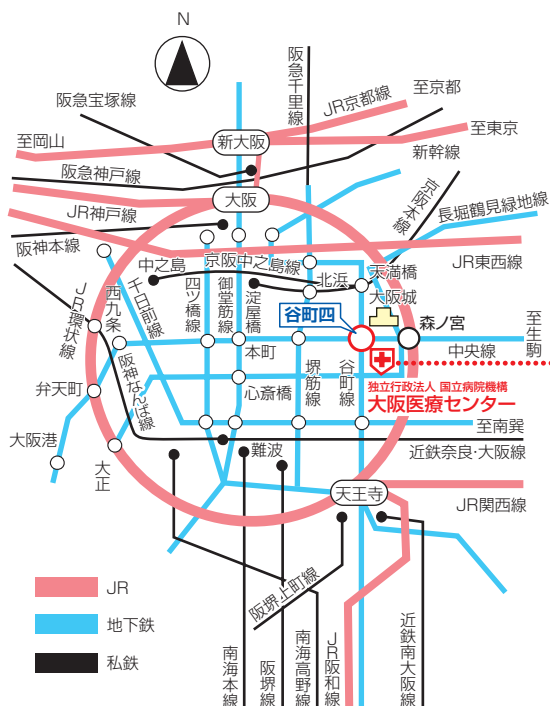 N
阪急宝塚線
阪急千里線
JR京都線
至京都
至岡山
新大阪
至東京
新幹線
阪急神戸線
大阪
京阪本線
JR神戸線
長堀鶴見緑地線
阪神本線
中之島
京阪中之島線
天満橋
JR東西線
北浜
大阪城
JR環状線
西九条
千日前線
四ツ橋線
御堂筋線
淀屋橋
谷町四
森ノ宮
至生駒
本町
中央線
阪神なんば線
堺筋線
谷町線
弁天町
心斎橋
独立行政法人 国立病院機構
大阪医療センター
至南巽
大阪港
大正
難波
近鉄奈良・大阪線
天王寺
JR関西線
阪堺上町線
JR
地下鉄
私鉄
南海本線
阪堺線
南海高野線
JR阪和線
近鉄南大阪線